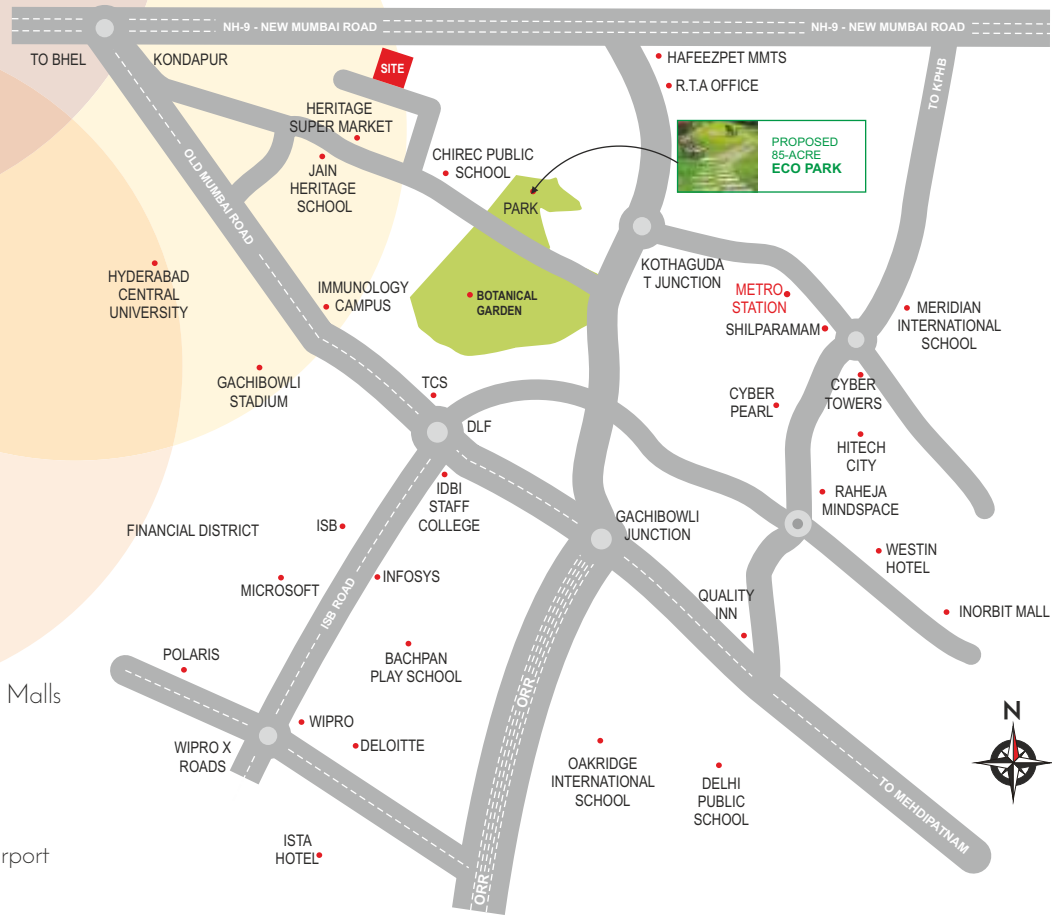 NH-9 - NEW MUMBAI ROAD
NH-9 - NEW MUMBAI ROAD
TO BHEL
KONDAPUR
SITE
HAFEEZPET MMTS
R.T.A OFFICE
TO KPHB
HERITAGE
SUPER MARKET
JAIN
HERITAGE
SCHOOL
CHIREC PUBLIC
SCHOOL
PROPOSED
85-ACRE
ECO PARK
OLD MUMBAI ROAD
PARK
HYDERABAD
CENTRAL
UNIVERSITY
IMMUNOLOGY
CAMPUS
BOTANICAL
GARDEN
KOTHAGUDA
T JUNCTION
METRO
STATION
SHILPARAMAM
MERIDIAN
INTERNATIONAL
SCHOOL
GACHIBOWLI
STADIUM
TCS
DLF
CYBER
PEARL
CYBER
TOWERS
HITECH
CITY
IDBI
STAFF
COLLEGE
RAHEJA
MINDSPACE
FINANCIAL DISTRICT
ISB
GACHIBOWLI
JUNCTION
WESTIN
HOTEL
MICROSOFT
INFOSYS
ISB ROAD
QUALITY
INN
INORBIT MALL
POLARIS
BACHPAN
PLAY SCHOOL
ORR
Malls
WIPRO
DELOITTE
WIPRO X
ROADS
OAKRIDGE
INTERNATIONAL
SCHOOL
DELHI
PUBLIC
SCHOOL
N
TO MEHDIPATNAM
ISTA
HOTEL
rport
ORR